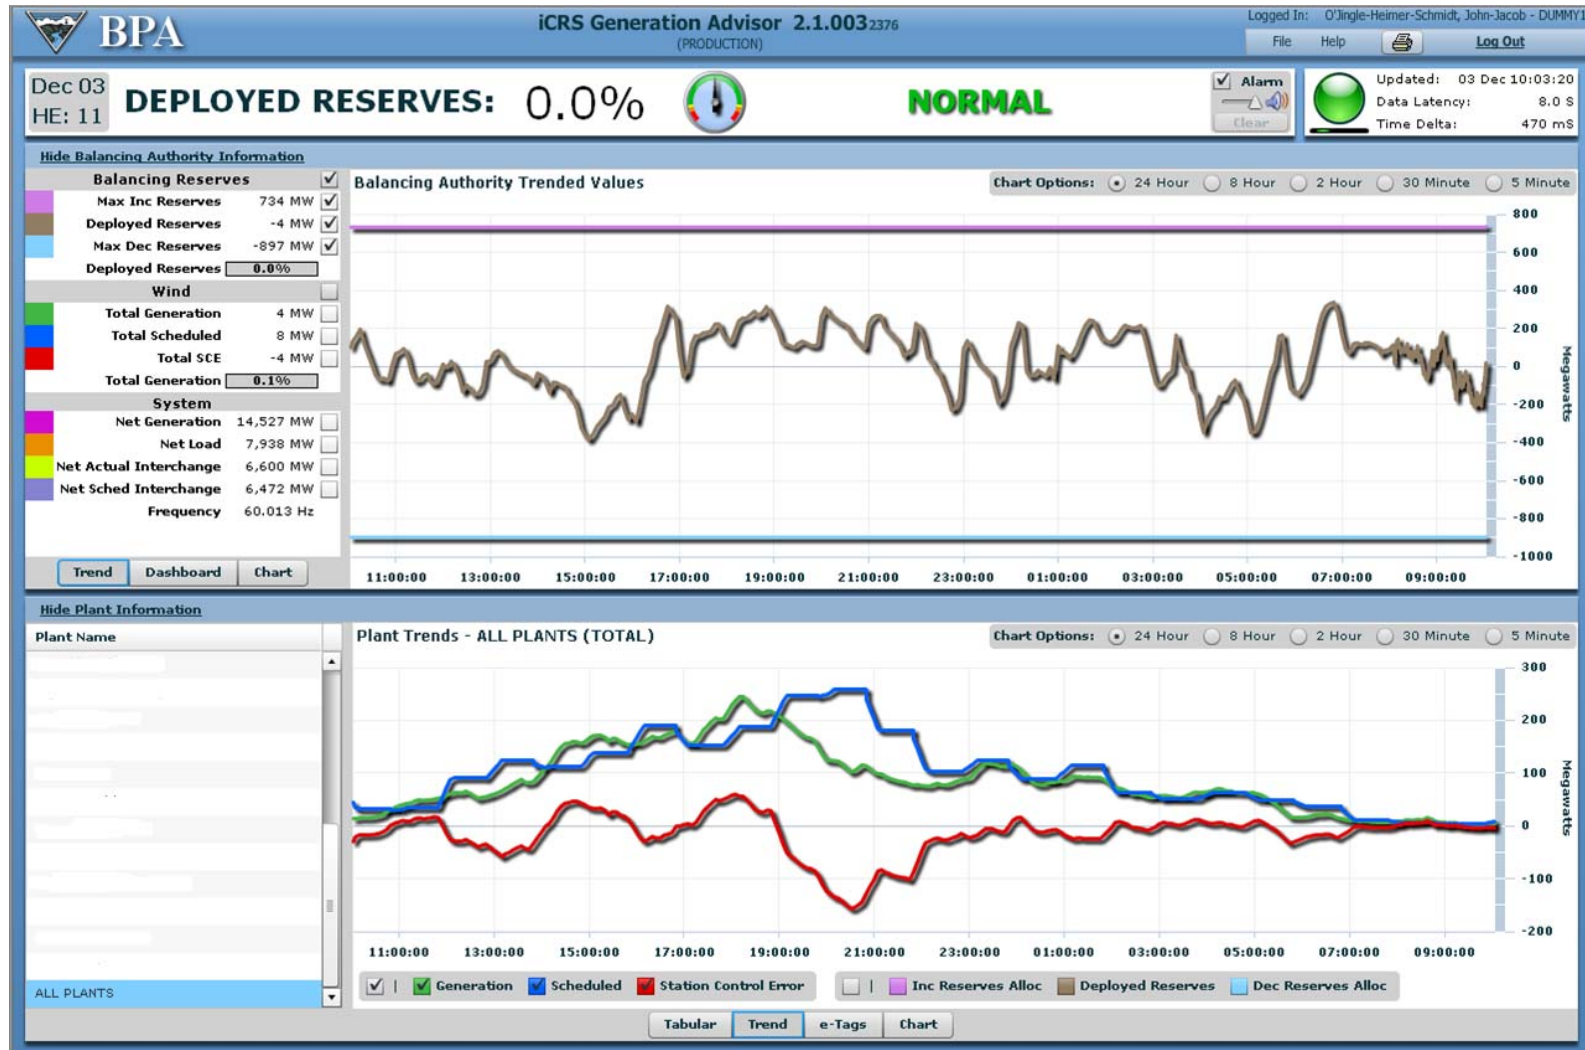 BPA
iCRS Generation Advisor 2.1.003 2376
(PRODUCTION)
Logged In: O'Jingle-Heimer-Schmidt, John-Jacob - DUMMY1
File Help Log Out
Dec 03
HE: 11
DEPLOYED RESERVES: 0.0%
NORMAL
Alarm
Clear
Updated: 03 Dec 10:03:20
Data Latency: 8.0 S
Time Delta: 470 mS
Hide Balancing Authority Information
Balancing Reserves
Max Inc Reserves 734 MW
Deployed Reserves -4 MW
Max Dec Reserves -897 MW
Deployed Reserves 0.0%
Wind
Total Generation 4 MW
Total Scheduled 8 MW
Total SCE -4 MW
Total Generation 0.1%
System
Net Generation 14,527 MW
Net Load 7,938 MW
Net Actual Interchange 6,600 MW
Net Sched Interchange 6,472 MW
Frequency 60.013 Hz
Trend Dashboard Chart
Balancing Authority Trended Values
Chart Options: 24 Hour 8 Hour 2 Hour 30 Minute 5 Minute
800
600
400
200
0
-200
-400
-600
-800
-1000
Megawatts
11:00:00 13:00:00 15:00:00 17:00:00 19:00:00 21:00:00 23:00:00 01:00:00 03:00:00 05:00:00 07:00:00 09:00:00
Hide Plant Information
Plant Name
ALL PLANTS
Plant Trends - ALL PLANTS (TOTAL)
Chart Options: 24 Hour 8 Hour 2 Hour 30 Minute 5 Minute
300
200
100
0
-100
-200
Megawatts
11:00:00 13:00:00 15:00:00 17:00:00 19:00:00 21:00:00 23:00:00 01:00:00 03:00:00 05:00:00 07:00:00 09:00:00
| Generation Scheduled Station Control Error | Inc Reserves Alloc Deployed Reserves Dec Reserves Alloc
Tabular Trend e-Tags Chart